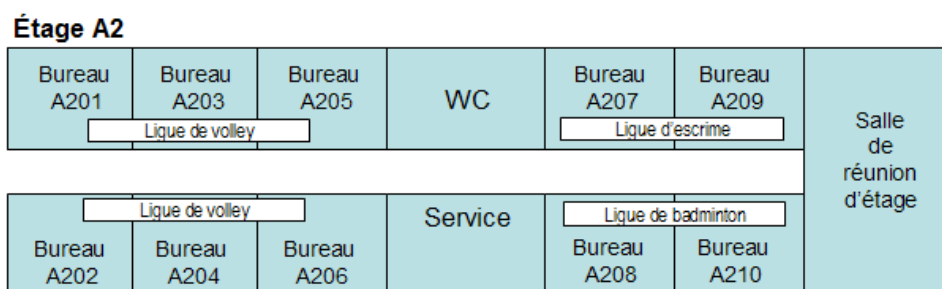 Étage A2
Bureau
A201
Bureau
A203
Bureau
A205
Ligue de volley
WC
Bureau
A207
Bureau
A209
Ligue d'escrime
Salle
de
réunion
d'étage
Ligue de volley
Bureau
A202
Bureau
A204
Bureau
A206
Service
Ligue de badminton
Bureau
A208
Bureau
A210